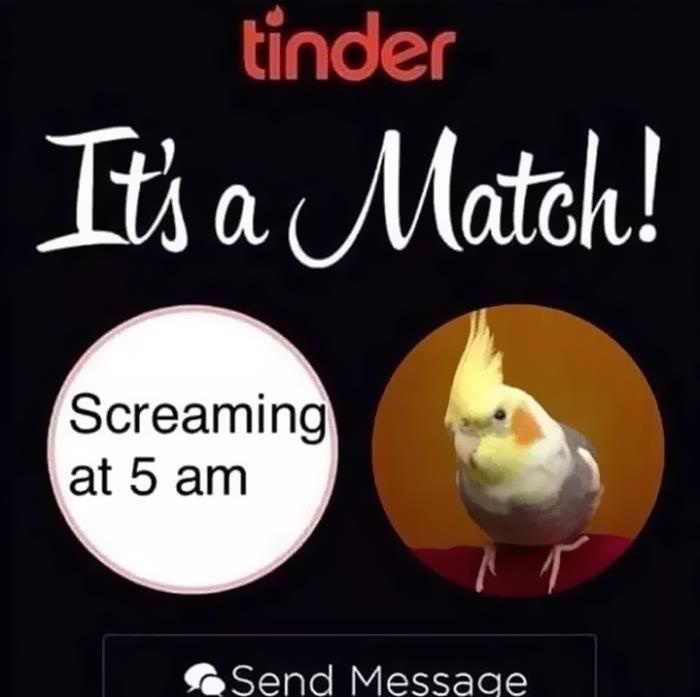 tinder
It's a Match!
Screaming
at 5 am
Send Message